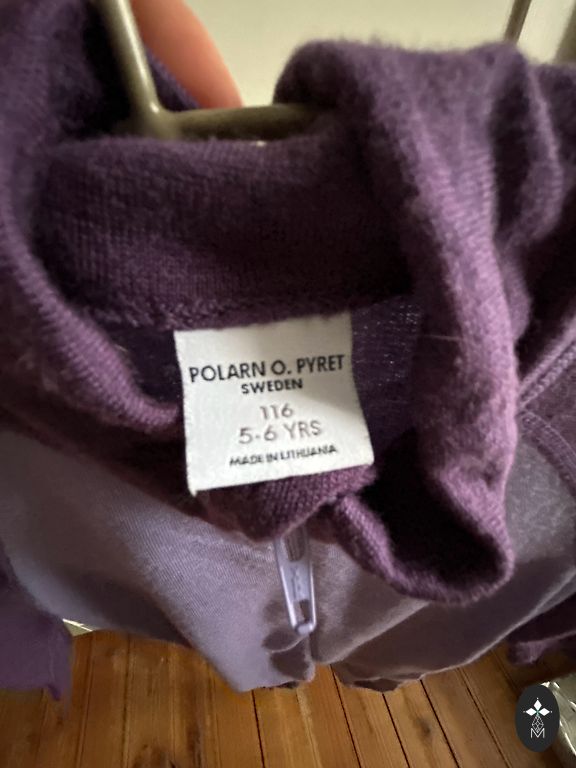 POLARN O. PYRET
SWEDEN
116
5-6 YRS
MADE IN LITHUANIA
M